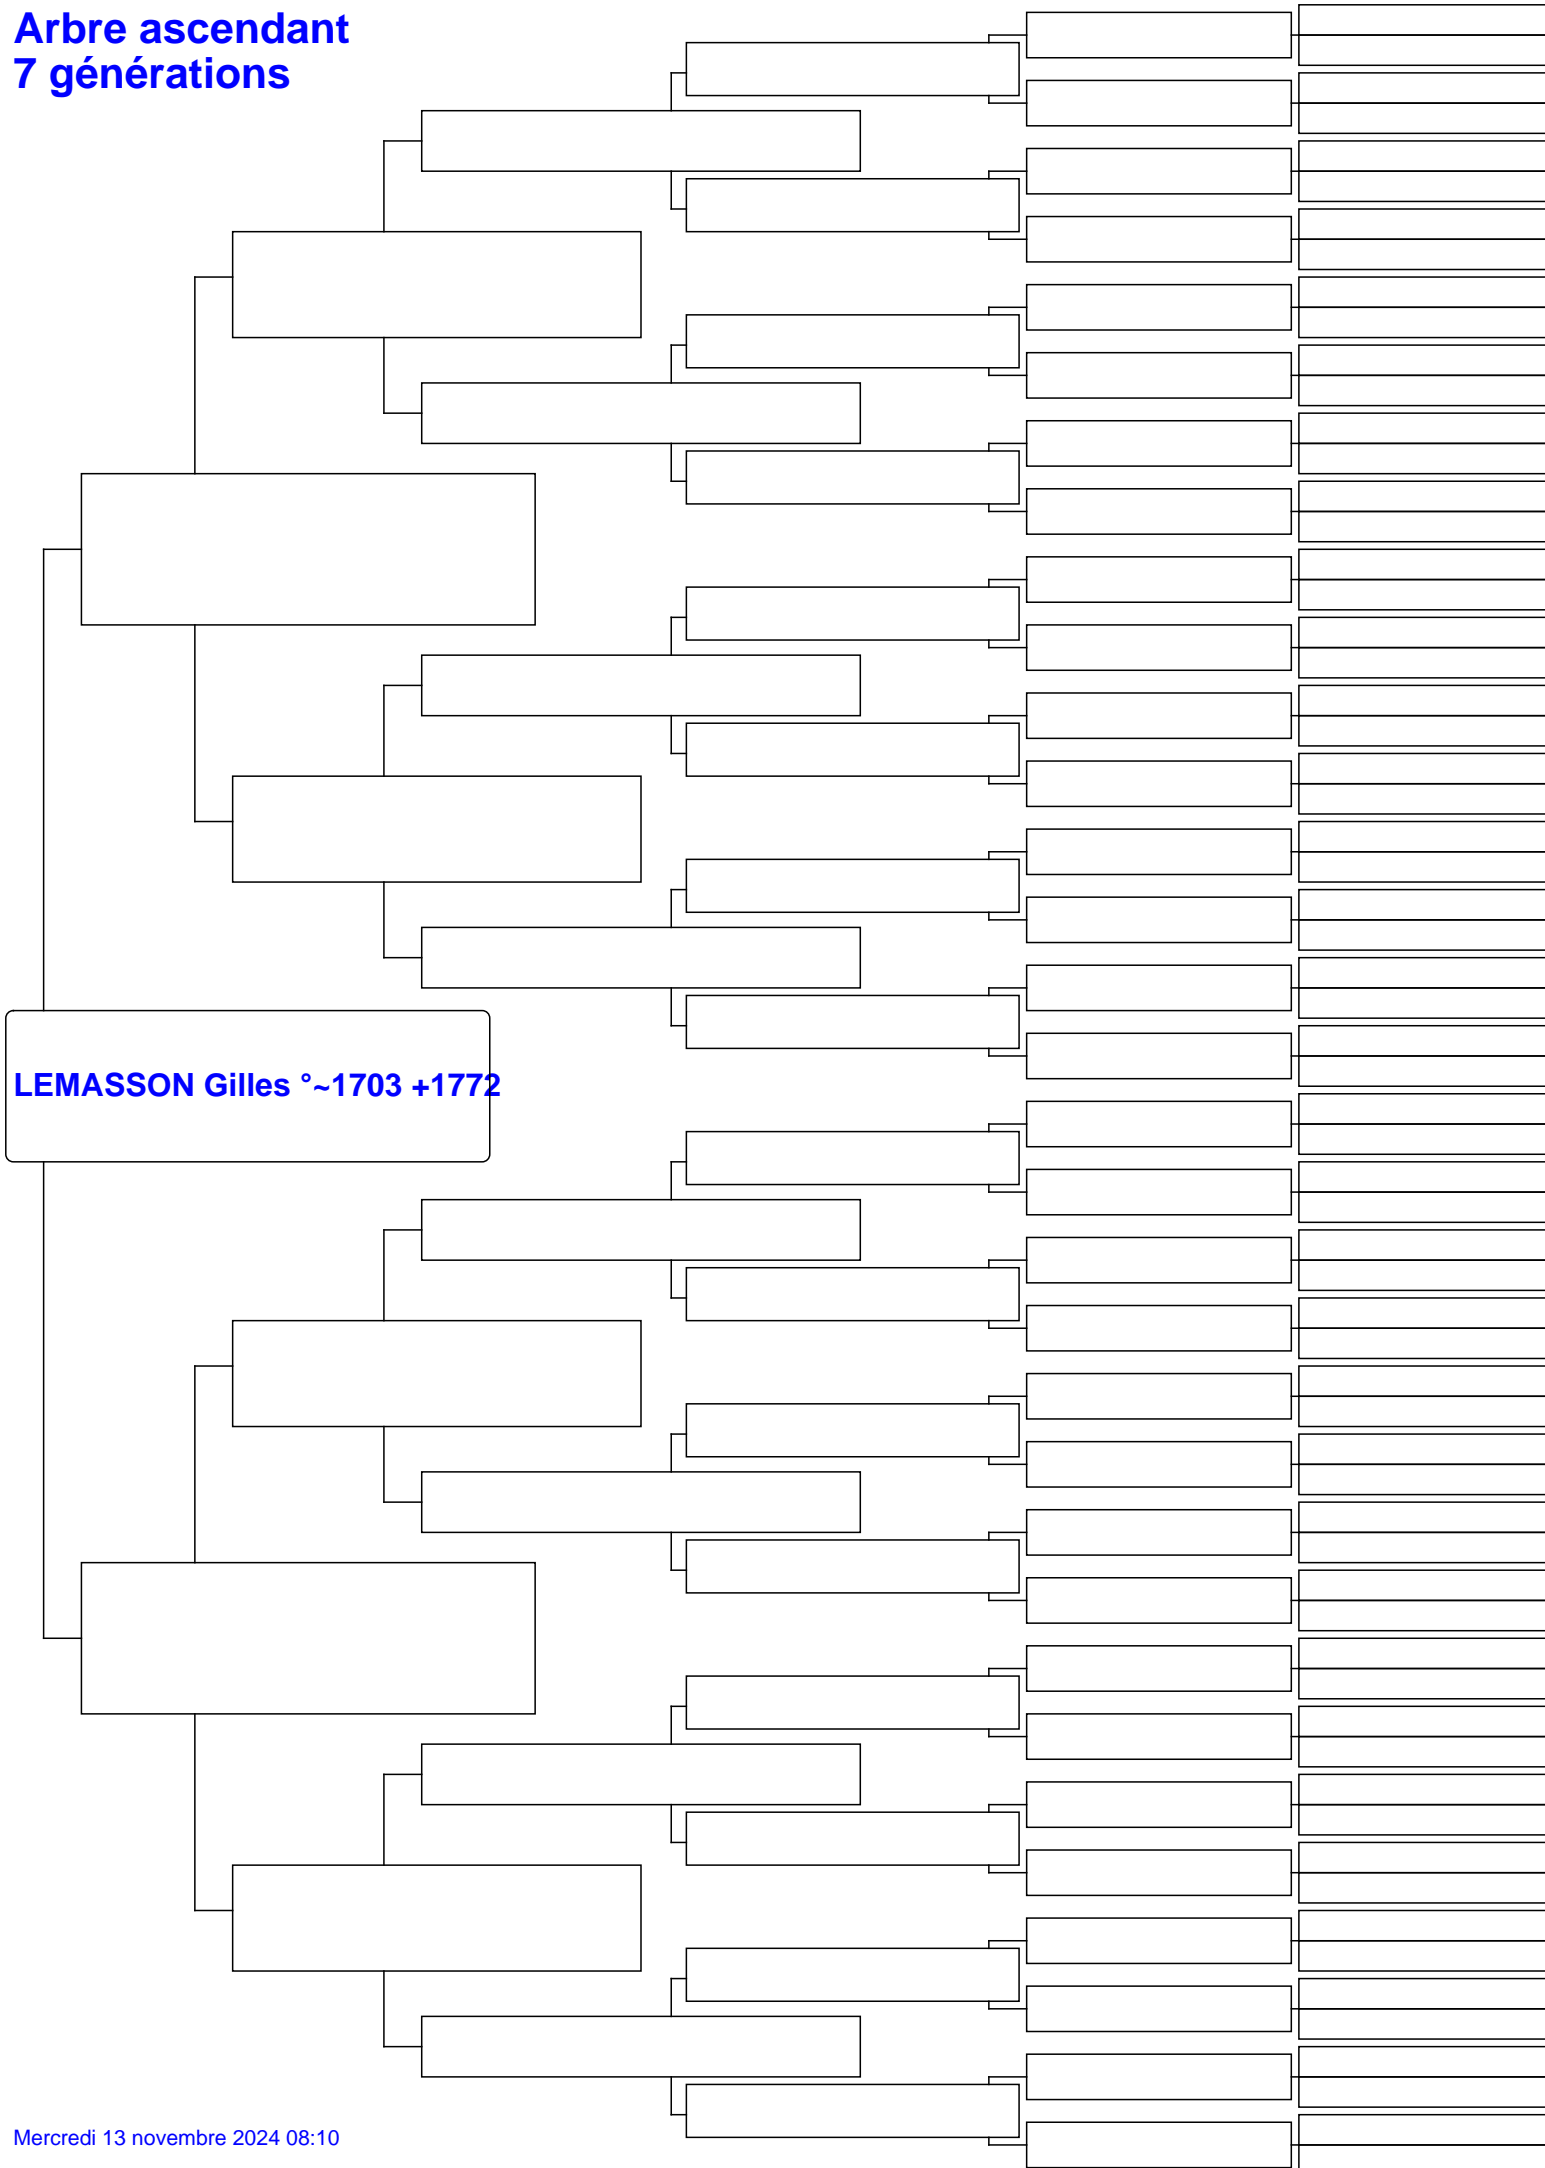 Arbre ascendant
7 générations
LEMASSON Gilles °~1703 +1772
Mercredi 13 novembre 2024 08:10